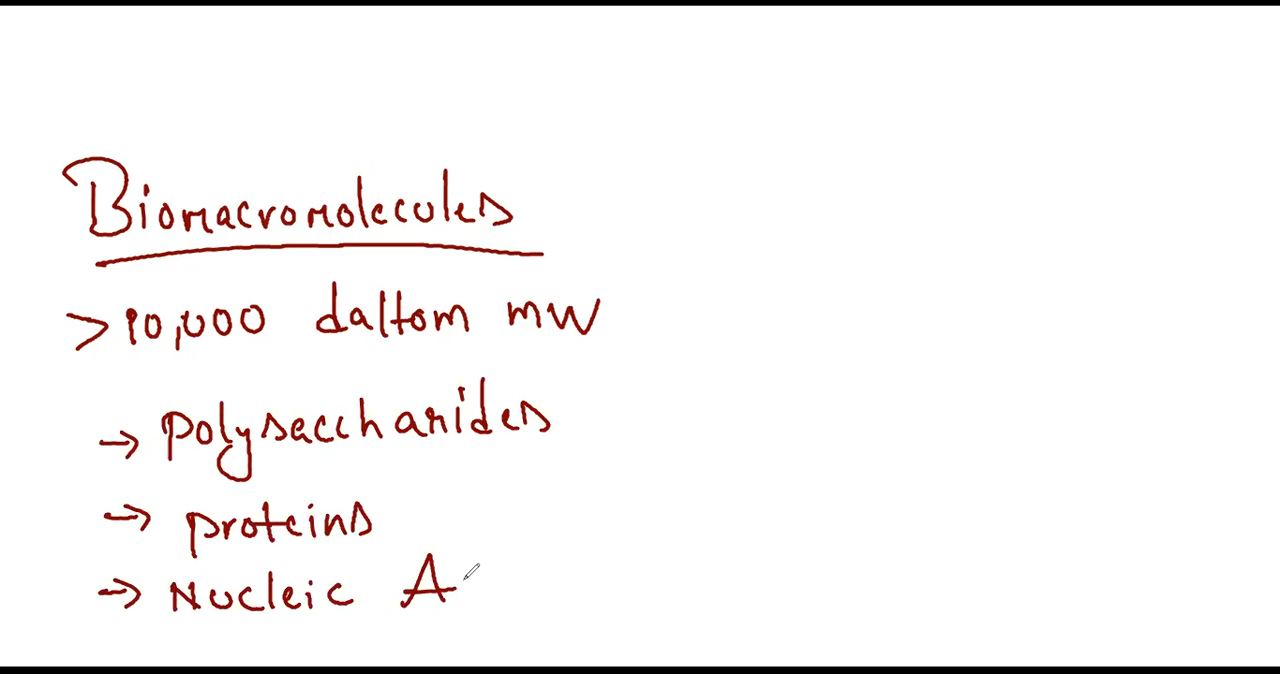 Biomacromolecules
>10,000 daltom mw
→ polysaccharides
→ proteins
→ Nucleic A